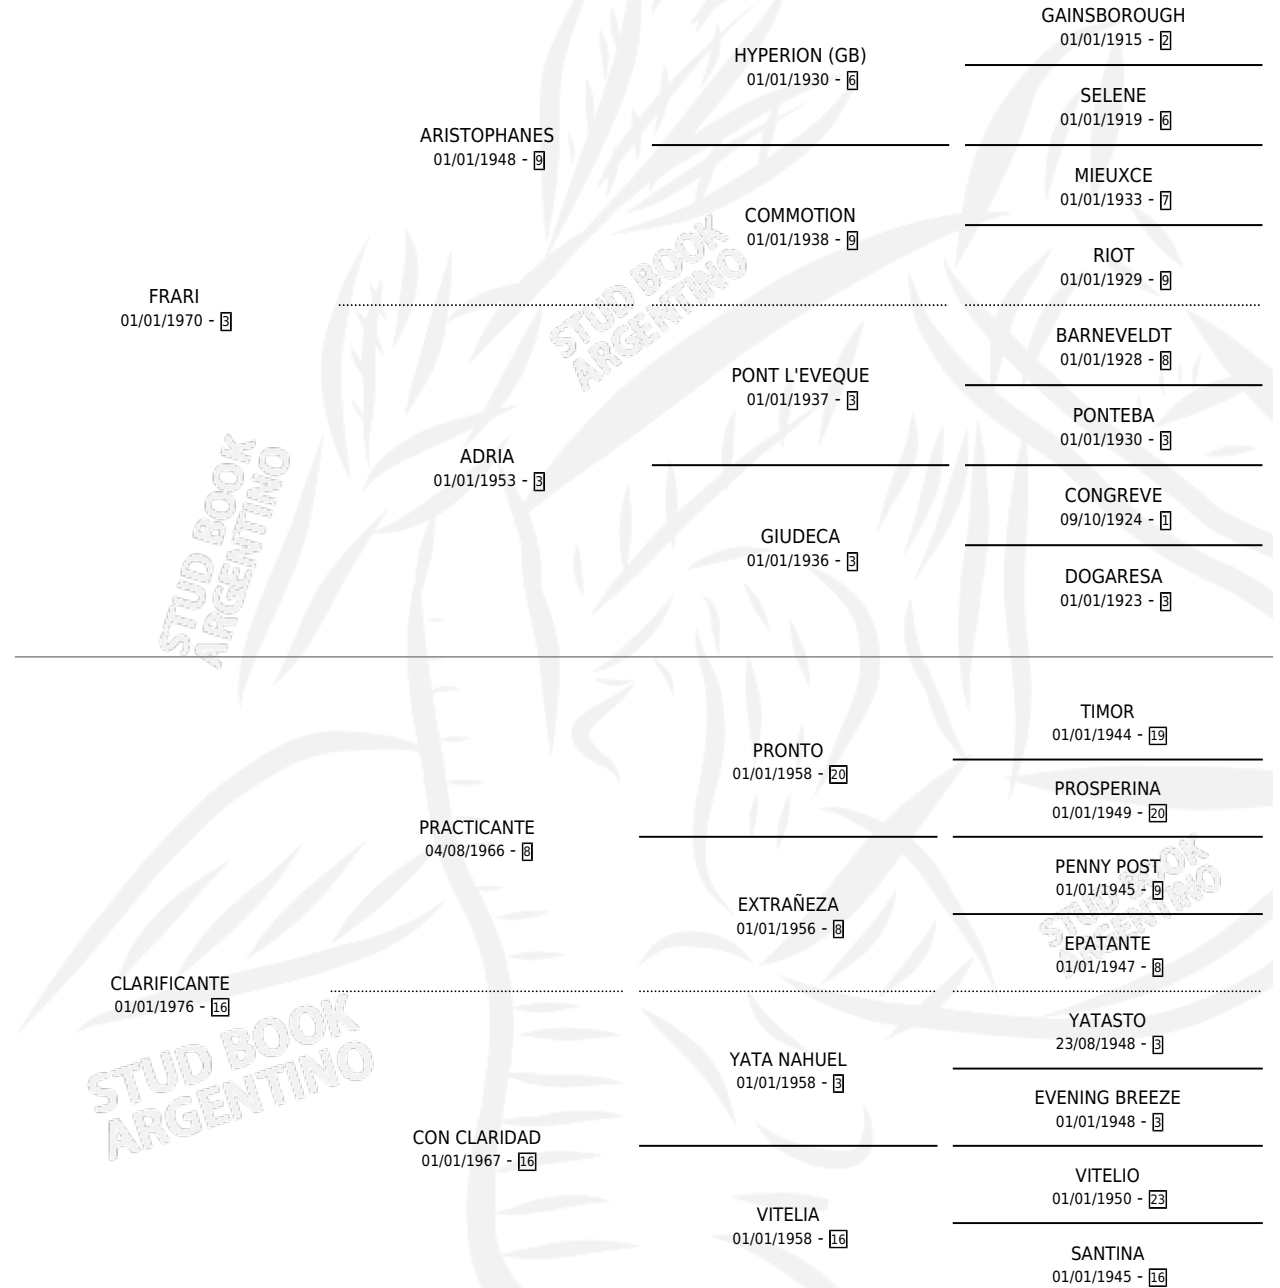 GAINSBOROUGH
01/01/1915 - 2
HYPERION (GB)
01/01/1930 - 6
SELENE
01/01/1919 - 6
ARISTOPHANES
01/01/1948 - 9
MIEUXCE
01/01/1933 - 7
COMMOTION
01/01/1938 - 9
RIOT
01/01/1929 - 9
FRARI
01/01/1970 - 3
BARNEVELDT
01/01/1928 - 8
PONT L'EVEQUE
01/01/1937 - 3
PONTEBA
01/01/1930 - 3
ADRIA
01/01/1953 - 3
CONGREVE
09/10/1924 - 1
GIUDECA
01/01/1936 - 3
DOGARESA
01/01/1923 - 3
TIMOR
01/01/1944 - 19
PRONTO
01/01/1958 - 20
PROSPERINA
01/01/1949 - 20
PRACTICANTE
04/08/1966 - 8
PENNY POST
01/01/1945 - 9
EXTRAÑEZA
01/01/1956 - 8
EPATANTE
01/01/1947 - 8
CLARIFICANTE
01/01/1976 - 16
YATASTO
23/08/1948 - 3
YATA NAHUEL
01/01/1958 - 3
EVENING BREEZE
01/01/1948 - 3
CON CLARIDAD
01/01/1967 - 16
VITELIO
01/01/1950 - 23
VITELIA
01/01/1958 - 16
SANTINA
01/01/1945 - 16
STUD BOOK
ARGENTINO
STUD BOOK
ARGENTINO
STUD BOOK
ARGENTINO
STUD BOOK
ARGENTINO